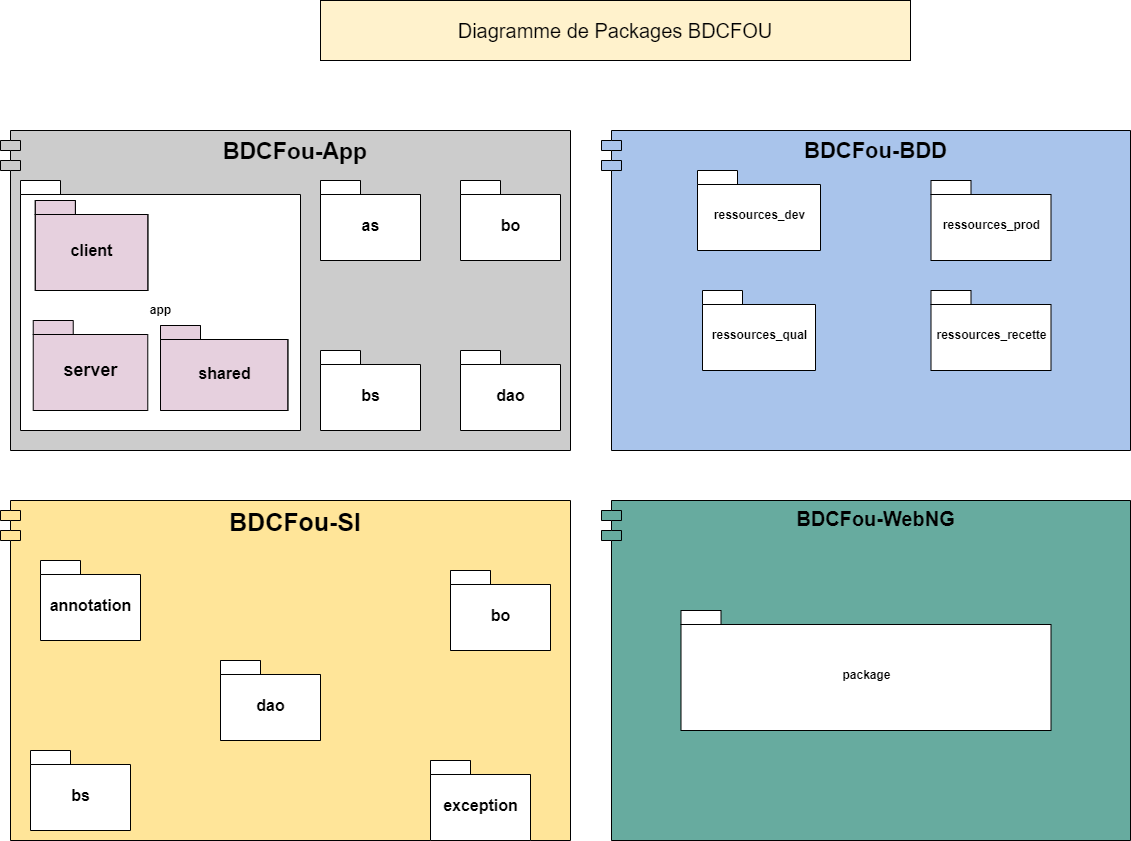 Diagramme de Packages BDCFOU
BDCFou-App
client
app
server
shared
as
bo
bs
dao
BDCFou-BDD
ressources_dev
ressources_prod
ressources_qual
ressources_recette
BDCFou-SI
annotation
bo
dao
bs
exception
BDCFou-WebNG
package